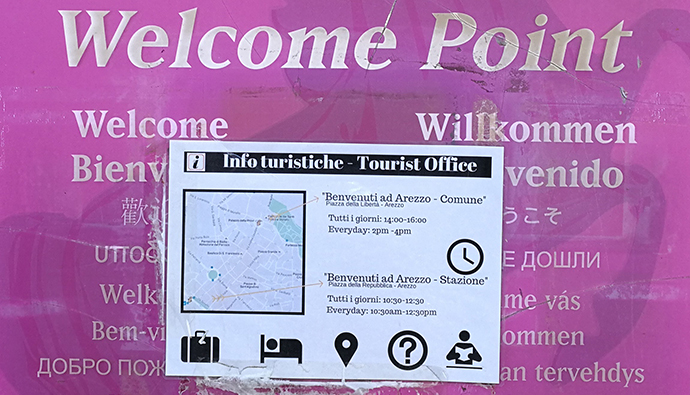 Welcome Point
Welcome Willkommen
Bienv venido
i Info turistiche - Tourist Office
"Benvenuti ad Arezzo - Comune"
Piazza della Libertà - Arezzo
Tutti i giorni: 14:00-16:00
Everyday: 2pm -4pm
"Benvenuti ad Arezzo - Stazione"
Piazza della Repubblica - Arezzo
Tutti i giorni: 10:30-12:30
Everyday: 10:30am-12:30pm
?
歡 うこそ
UΠΟ Е ДОШЛИ
Welk me vás
Bem-vi ommen
ДОБРО ПОЖ an tervehdys